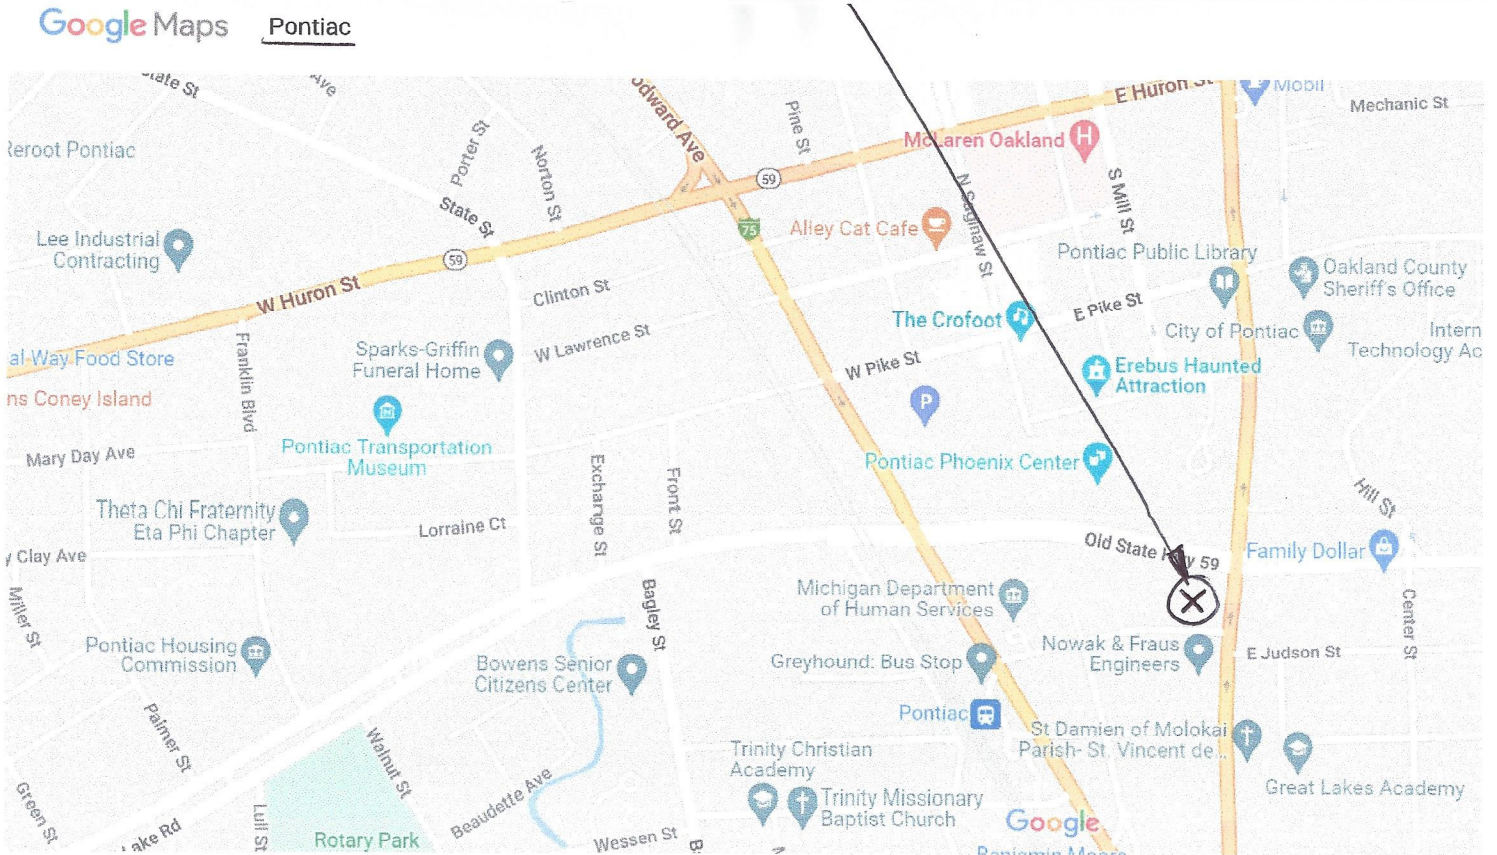 Google Maps Pontiac
State St
Ave
odward Ave
Pine St
E Huron St
Mobil
Mechanic St
Reroot Pontiac
Porter St
Norton St
State St
59
McLaren Oakland
H
N Saginaw St
S Mill St
75
Alley Cat Cafe
Lee Industrial
Contracting
59
W Huron St
Clinton St
Pontiac Public Library
Oakland County
Sheriff's Office
E Pike St
The Crofoot
City of Pontiac
Intern
Technology Ac
al Way Food Store
Franklin Blvd
Sparks-Griffin
Funeral Home
W Lawrence St
W Pike St
Erebus Haunted
Attraction
ns Coney Island
P
Pontiac Transportation
Museum
Mary Day Ave
Exchange St
Front St
Pontiac Phoenix Center
Theta Chi Fraternity
Eta Phi Chapter
Lorraine Ct
Hill St
y Clay Ave
Old State Hwy 59
Family Dollar
Miller St
Bagley St
Michigan Department
of Human Services
X
Center St
Pontiac Housing
Commission
Bowens Senior
Citizens Center
Greyhound: Bus Stop
Nowak & Fraus
Engineers
E Judson St
Palmer St
Walnut St
Pontiac
St Damien of Molokai
Parish- St. Vincent de...
Trinity Christian
Academy
Green St
Lake Rd
Lull St
Rotary Park
Beaudette Ave
Wessen St
Trinity Missionary
Baptist Church
Great Lakes Academy
Google
Benjamin Moore